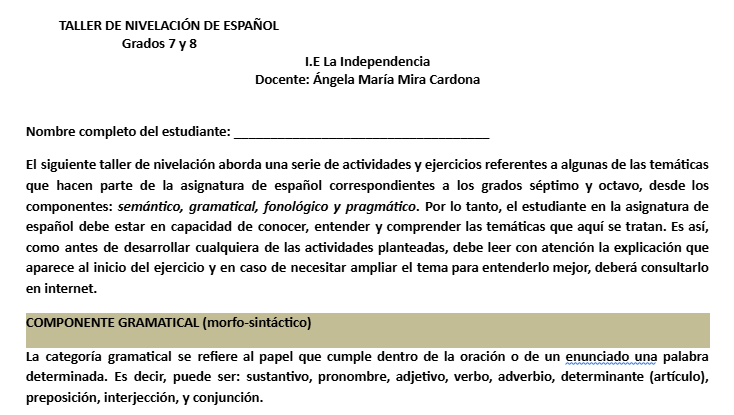 TALLER DE NIVELACIÓN DE ESPAÑOL
Grados 7 y 8
I.E La Independencia
Docente: Ángela María Mira Cardona
Nombre completo del estudiante: ___________________________________
El siguiente taller de nivelación aborda una serie de actividades y ejercicios referentes a algunas de las temáticas
que hacen parte de la asignatura de español correspondientes a los grados séptimo y octavo, desde los
componentes: semántico, gramatical, fonológico y pragmático. Por lo tanto, el estudiante en la asignatura de
español debe estar en capacidad de conocer, entender y comprender las temáticas que aquí se tratan. Es así,
como antes de desarrollar cualquiera de las actividades planteadas, debe leer con atención la explicación que
aparece al inicio del ejercicio y en caso de necesitar ampliar el tema para entenderlo mejor, deberá consultarlo
en internet.
COMPONENTE GRAMATICAL (morfo-sintáctico)
La categoría gramatical se refiere al papel que cumple dentro de la oración o de un enunciado una palabra
determinada. Es decir, puede ser: sustantivo, pronombre, adjetivo, verbo, adverbio, determinante (artículo),
preposición, interjección, y conjunción.